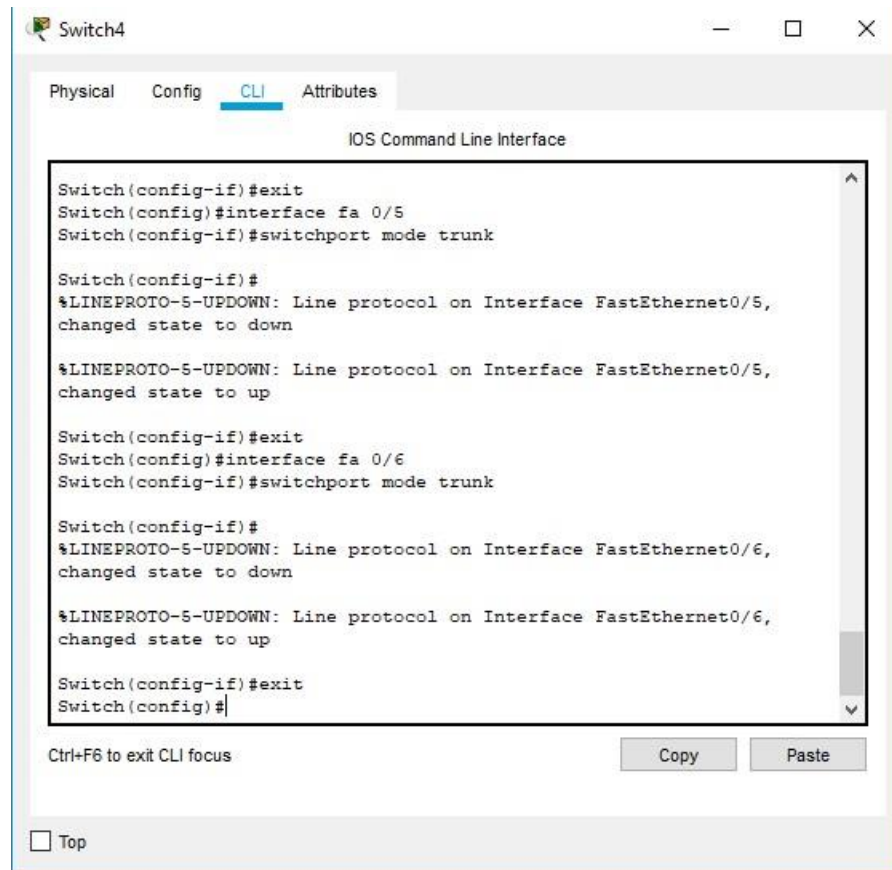 Switch4
Physical Config CLI Attributes
IOS Command Line Interface
Switch(config-if)#exit
Switch(config)#interface fa 0/5
Switch(config-if)#switchport mode trunk
Switch(config-if)#
%LINEPROTO-5-UPDOWN: Line protocol on Interface FastEthernet0/5,
changed state to down
%LINEPROTO-5-UPDOWN: Line protocol on Interface FastEthernet0/5,
changed state to up
Switch(config-if)#exit
Switch(config)#interface fa 0/6
Switch(config-if)#switchport mode trunk
Switch(config-if)#
%LINEPROTO-5-UPDOWN: Line protocol on Interface FastEthernet0/6,
changed state to down
%LINEPROTO-5-UPDOWN: Line protocol on Interface FastEthernet0/6,
changed state to up
Switch(config-if)#exit
Switch(config)#
Ctrl+F6 to exit CLI focus Copy Paste
Top